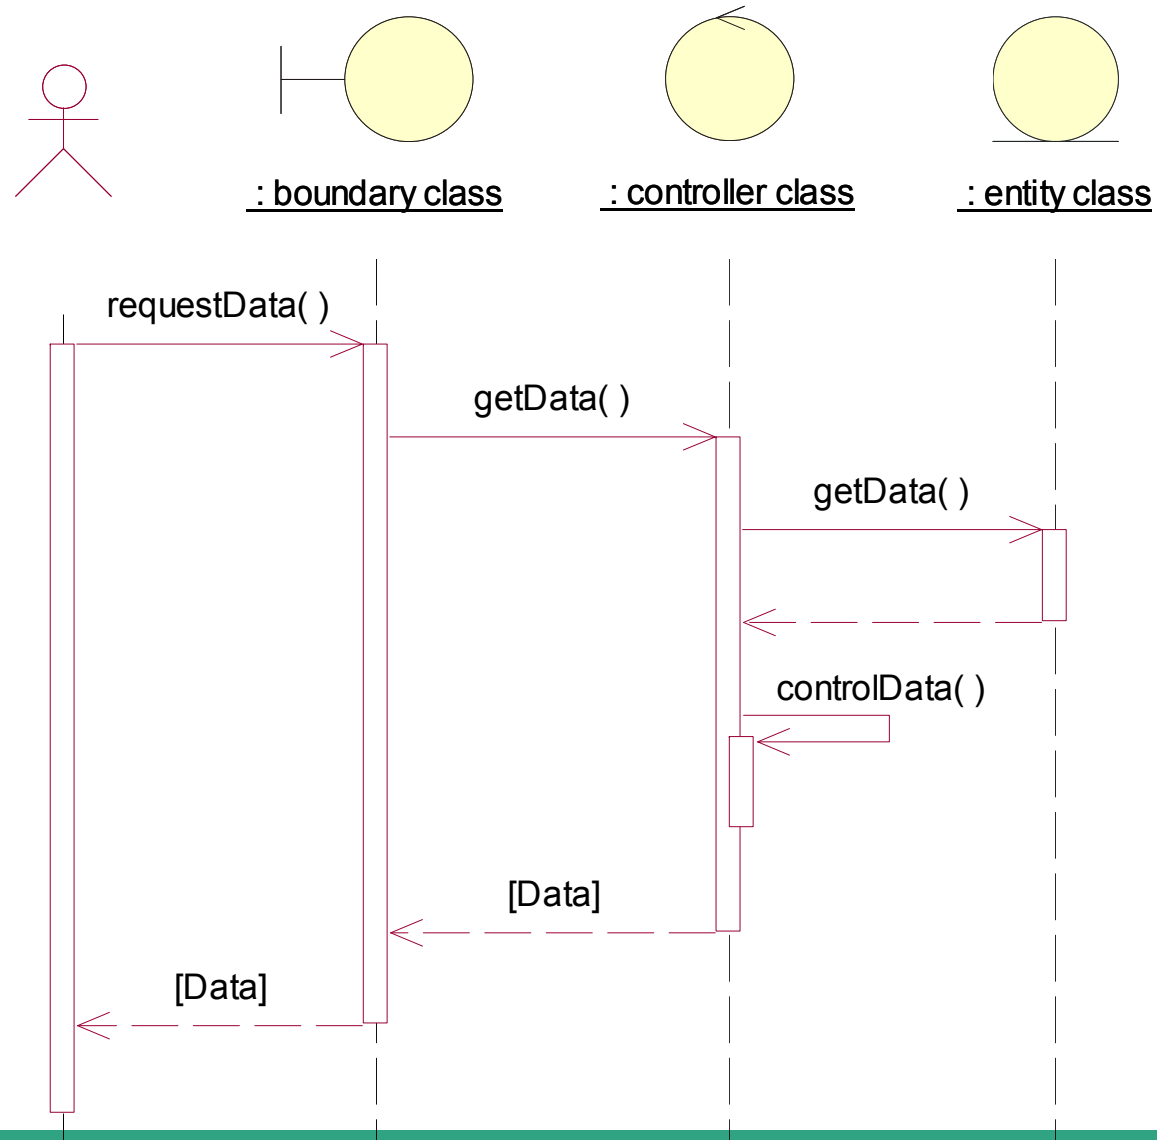 : boundary class
: controller class
: entity class
requestData( )
getData( )
getData( )
controlData( )
[Data]
[Data]